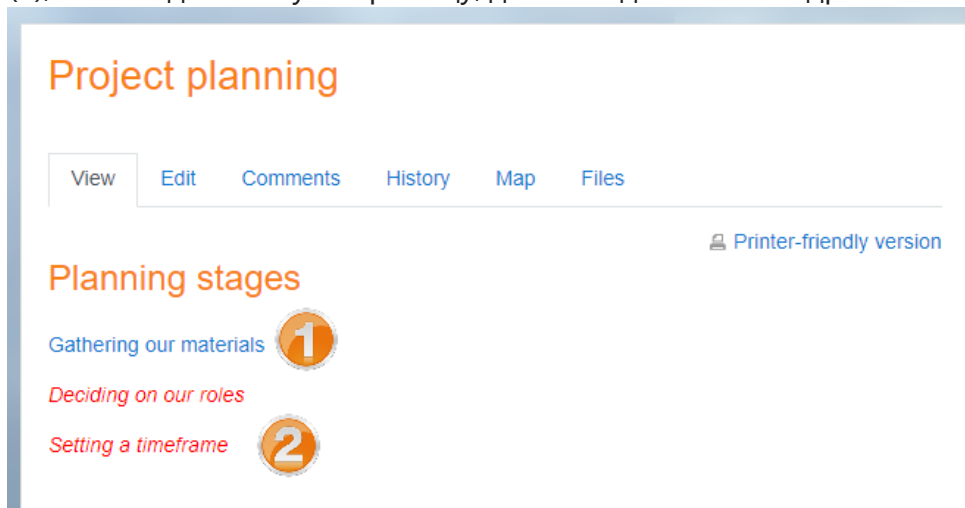 Project planning
View Edit Comments History Map Files
Printer-friendly version
Planning stages
Gathering our materials 1
Deciding on our roles
Setting a timeframe 2